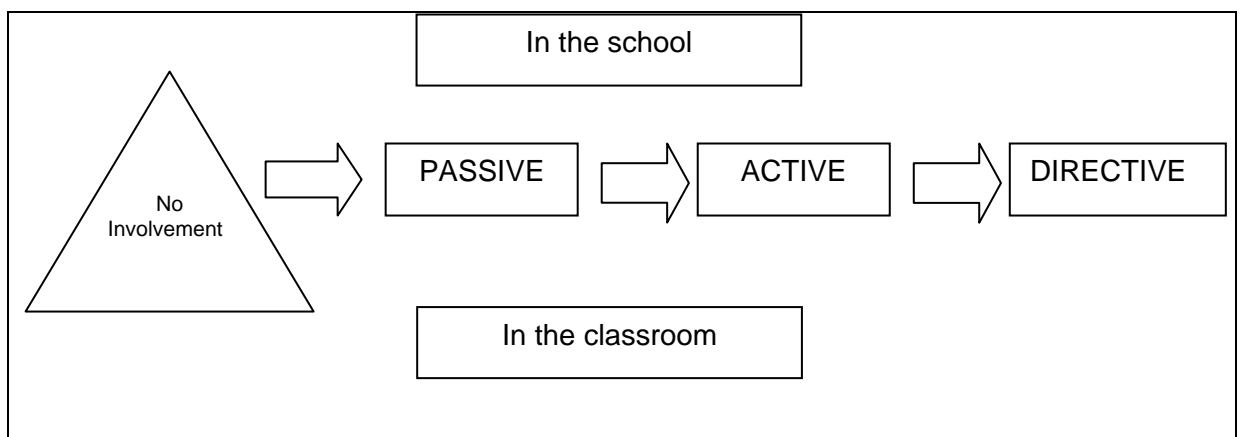 In the school
No
Involvement
PASSIVE
ACTIVE
DIRECTIVE
In the classroom